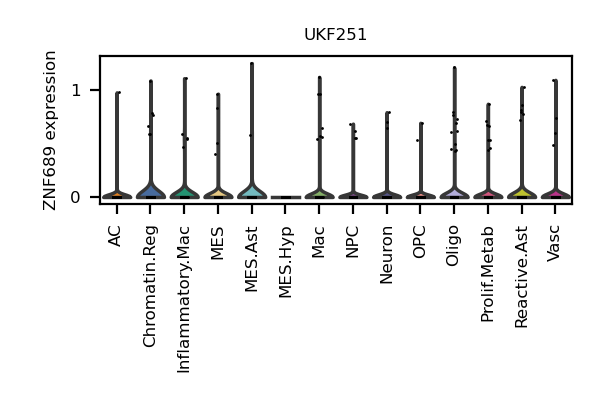 UKF251
ZNF689 expression
1
0
AC
Chromatin.Reg
Inflammatory.Mac
MES
MES.Ast
MES.Hyp
Mac
NPC
Neuron
OPC
Oligo
Prolif.Metab
Reactive.Ast
Vasc